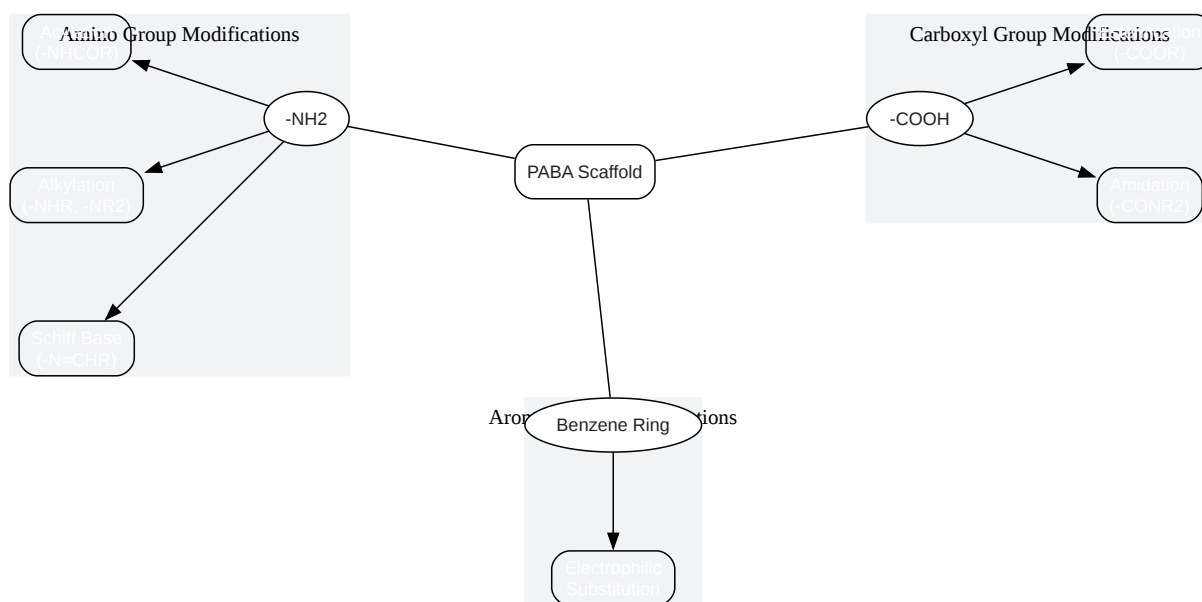 Amino Group Modifications
(-NHCOR)
-NH2
Alkylation
(-NHR, -NR2)
Schiff Base
(-N=CHR)
PABA Scaffold
Carboxyl Group Modifications
(-COOR)
-COOH
Amidation
(-CONR2)
Benzene Ring
Electrophilic
Substitution